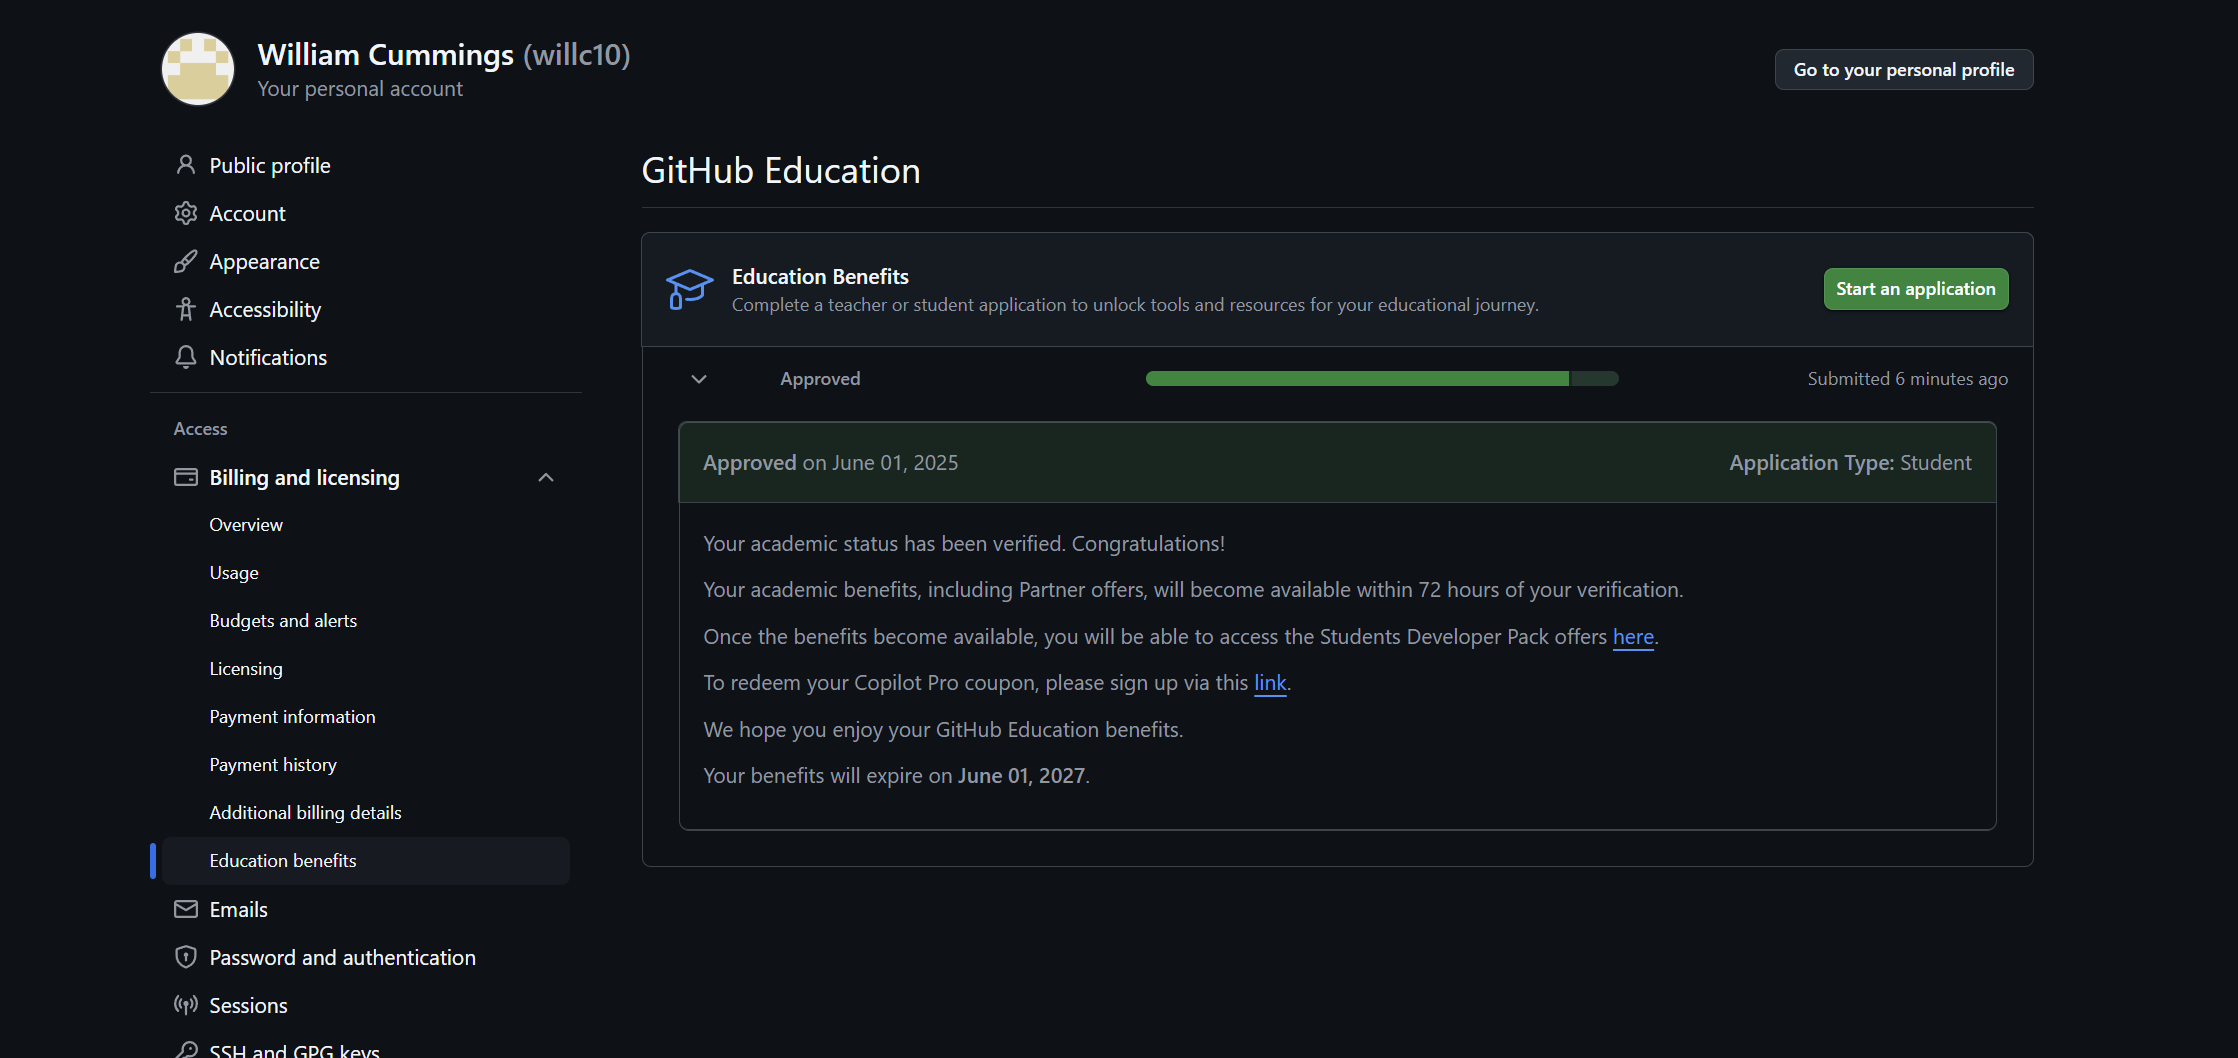 William Cummings (willc10)
Your personal account
Go to your personal profile
Public profile
Account
Appearance
Accessibility
Notifications
Access
Billing and licensing
Overview
Usage
Budgets and alerts
Licensing
Payment information
Payment history
Additional billing details
Education benefits
Emails
Password and authentication
Sessions
SSH and GPG keys
GitHub Education
Education Benefits
Complete a teacher or student application to unlock tools and resources for your educational journey.
Start an application
Approved
Submitted 6 minutes ago
Approved on June 01, 2025
Application Type: Student
Your academic status has been verified. Congratulations!
Your academic benefits, including Partner offers, will become available within 72 hours of your verification.
Once the benefits become available, you will be able to access the Students Developer Pack offers here.
To redeem your Copilot Pro coupon, please sign up via this link.
We hope you enjoy your GitHub Education benefits.
Your benefits will expire on June 01, 2027.